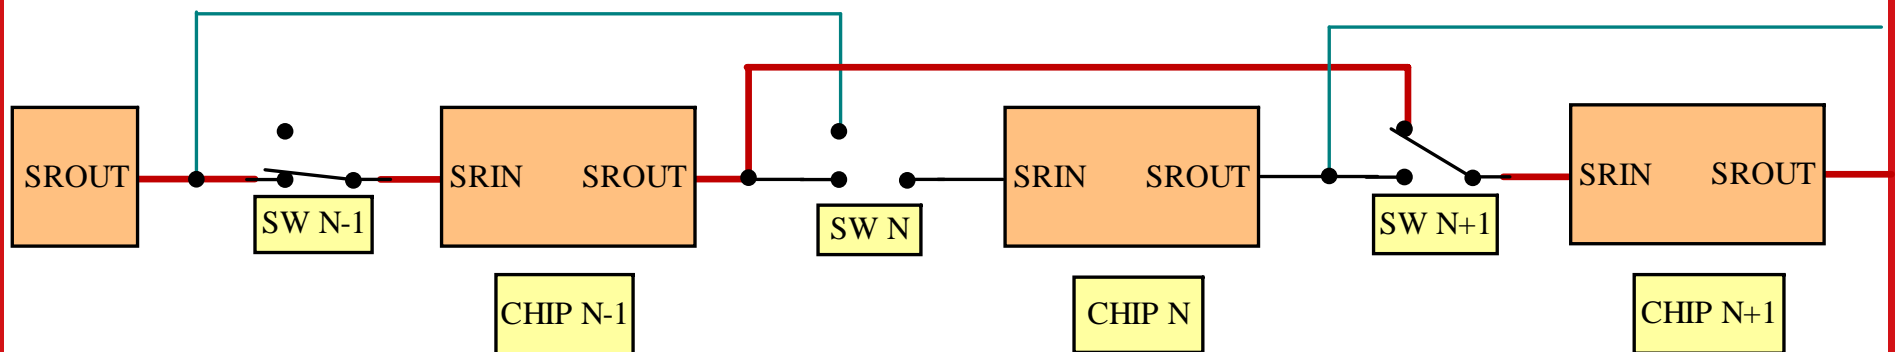 SROUT
SW N-1
SRIN SROUT
CHIP N-1
SW N
SRIN SROUT
CHIP N
SW N+1
SRIN SROUT
CHIP N+1